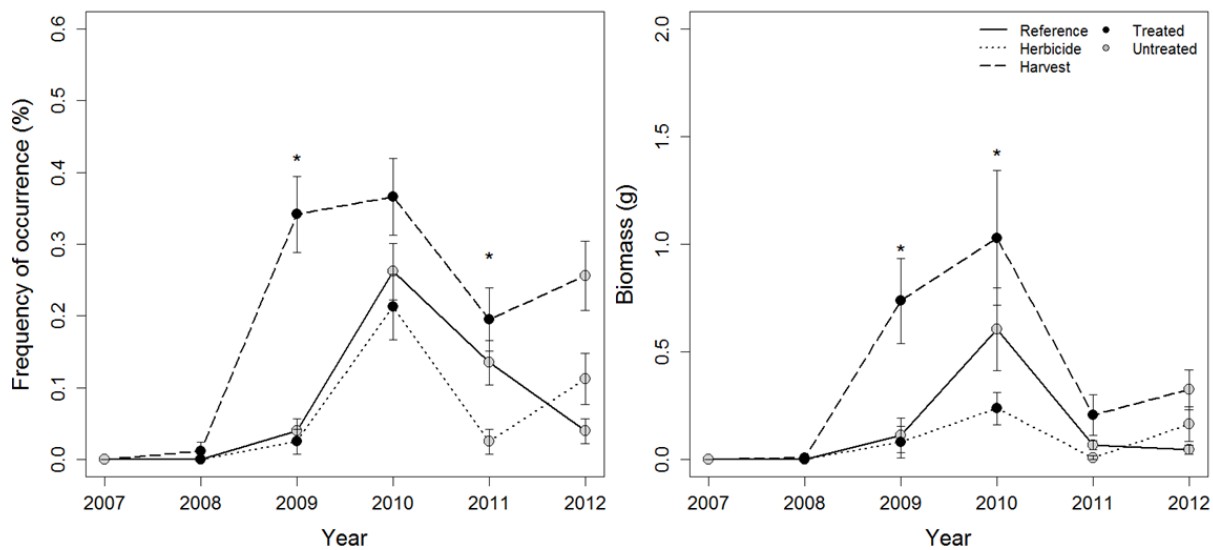 Frequency of occurrence (%)
0.6
0.5
0.4
0.3
0.2
0.1
0.0
*
*
2007 2008 2009 2010 2011 2012
Year
Biomass (g)
2.0
1.5
1.0
0.5
0.0
Reference
Herbicide
Harvest
Treated
Untreated
*
*
2007 2008 2009 2010 2011 2012
Year